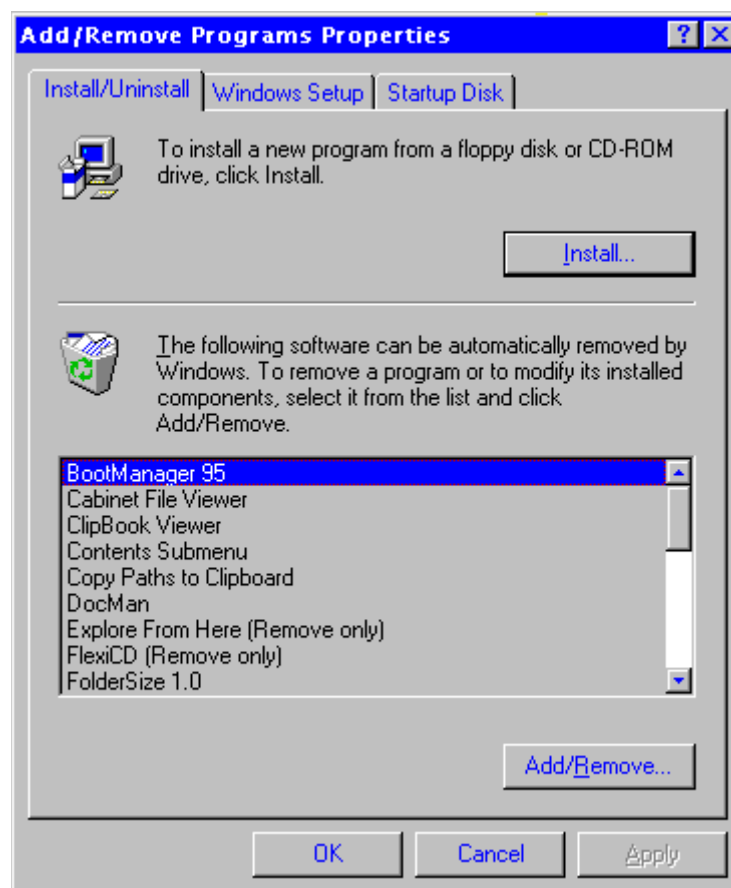 Add/Remove Programs Properties
Install/Uninstall Windows Setup Startup Disk
To install a new program from a floppy disk or CD-ROM
drive, click Install.
Install...
The following software can be automatically removed by
Windows. To remove a program or to modify its installed
components, select it from the list and click
Add/Remove.
BootManager 95
Cabinet File Viewer
ClipBook Viewer
Contents Submenu
Copy Paths to Clipboard
DocMan
Explore From Here (Remove only)
FlexiCD (Remove only)
FolderSize 1.0
Add/Remove...
OK Cancel Apply